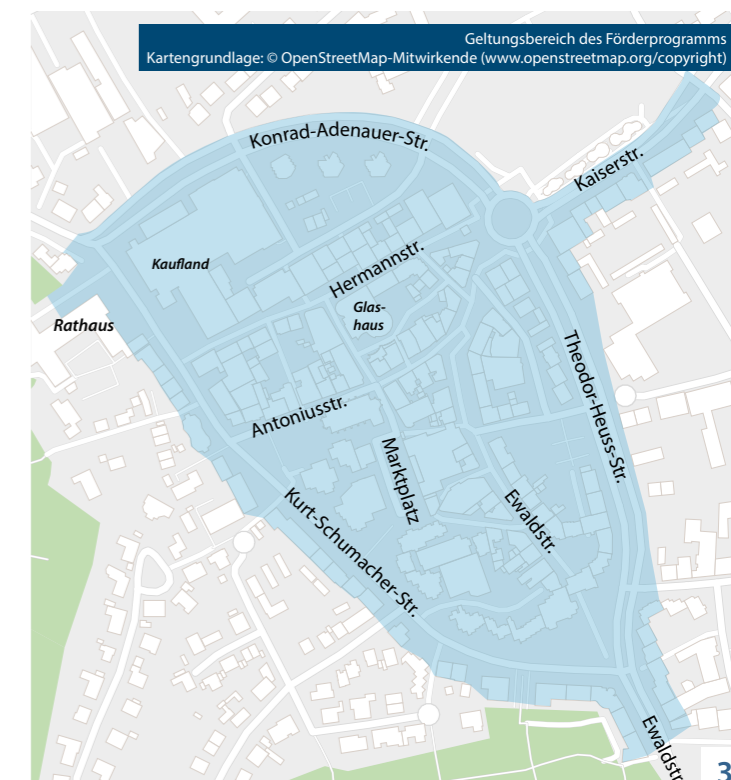 Geltungsbereich des Förderprogramms
Kartengrundlage: © OpenStreetMap-Mitwirkende (www.openstreetmap.org/copyright)
Konrad-Adenauer-Str.
Kaiserstr.
Kaufland
Hermannstr.
Glas-
haus
Rathaus
Theodor-Heuss-Str.
Antoniusstr.
Marktplatz
Ewaldstr.
Kurt-Schumacher-Str.
Ewaldstr.
3